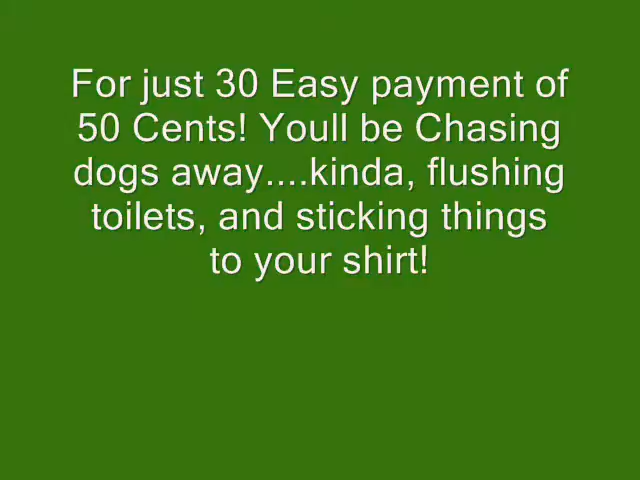 For just 30 Easy payment of
50 Cents! Youll be Chasing
dogs away....kinda, flushing
toilets, and sticking things
to your shirt!